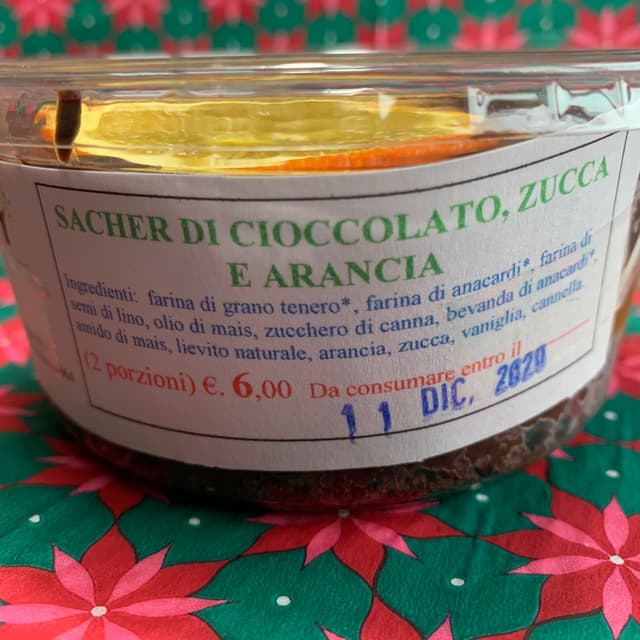 SACHER DI CIOCCOLATO, ZUCCA
E ARANCIA
Ingredienti: farina di grano tenero*, farina di anacardi*, farina di
semi di lino, olio di mais, zucchero di canna, bevanda di anacardi*,
amido di mais, lievito naturale, arancia, zucca, vaniglia, cannella.
(2 porzioni) €. 6,00 Da consumare entro il
11 DIC. 2020